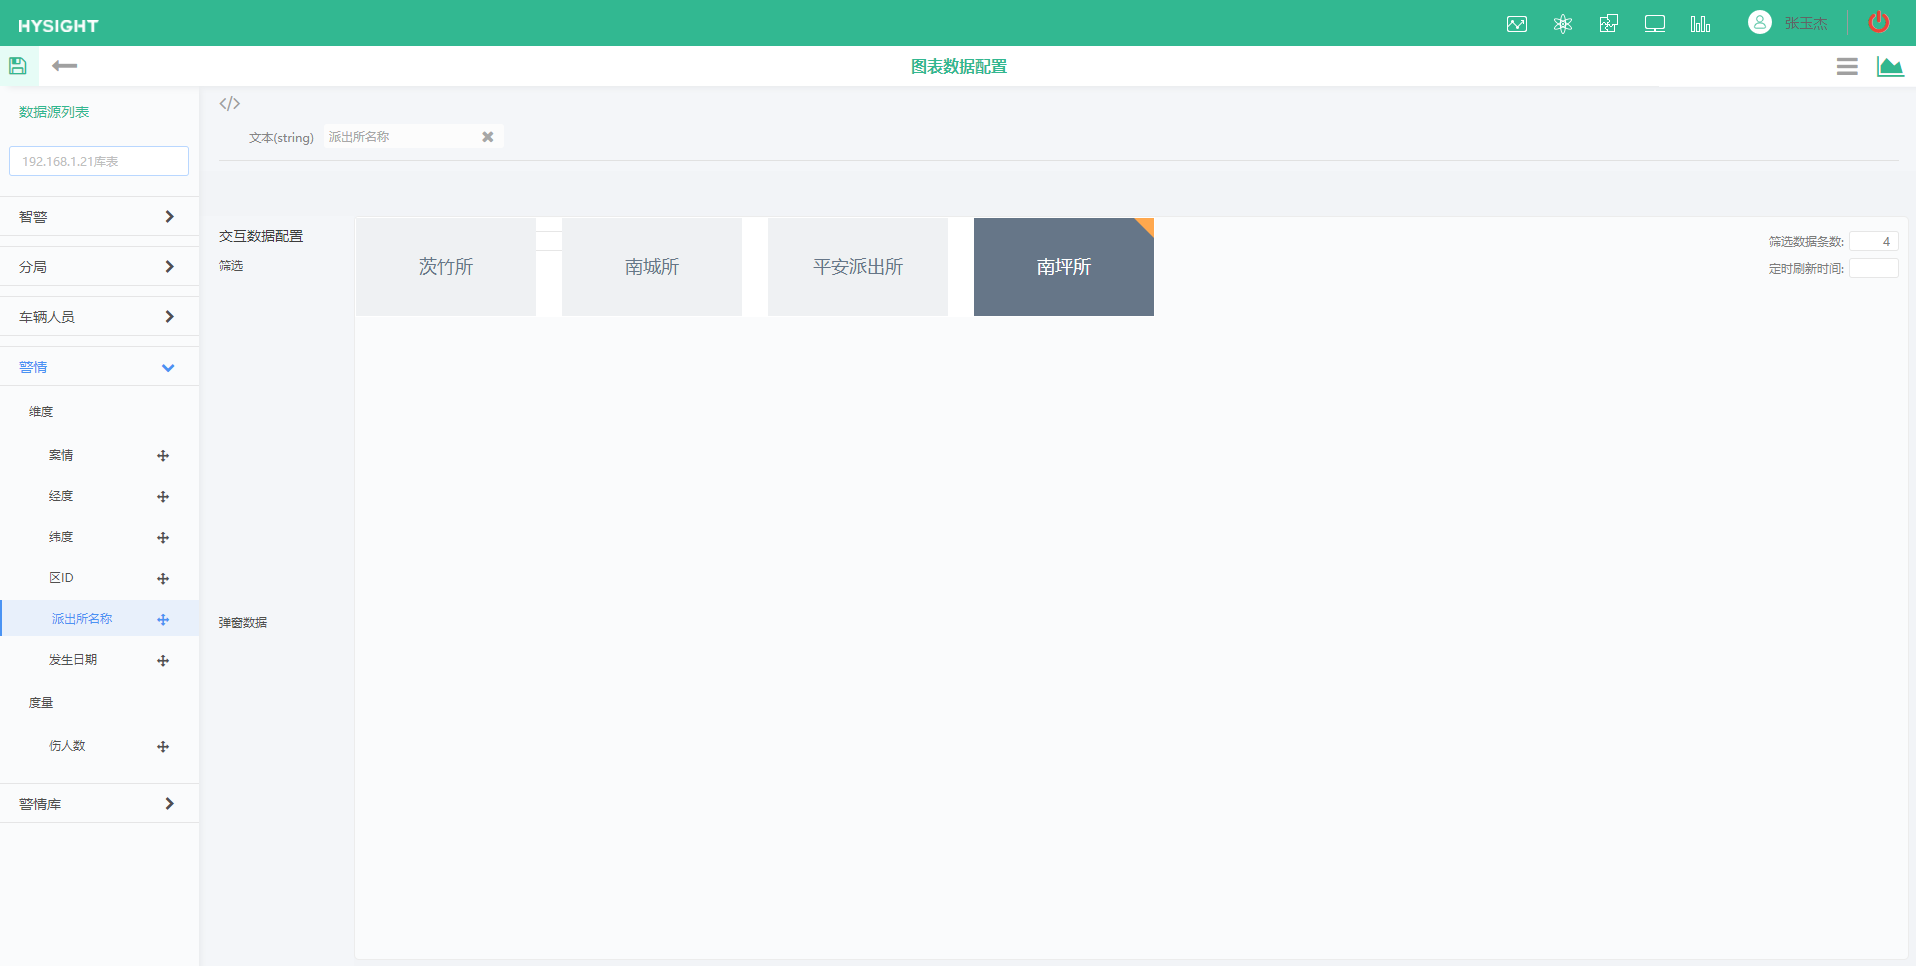 HYSIGHT
张玉杰
图表数据配置
数据源列表
192.168.1.21库表
智警
分局
车辆人员
警情
维度
案情
经度
纬度
区ID
派出所名称
发生日期
度量
伤人数
警情库
</>
文本(string) 派出所名称
交互数据配置
筛选
弹窗数据
茨竹所 南城所 平安派出所 南坪所
筛选数据条数: 4
定时刷新时间: